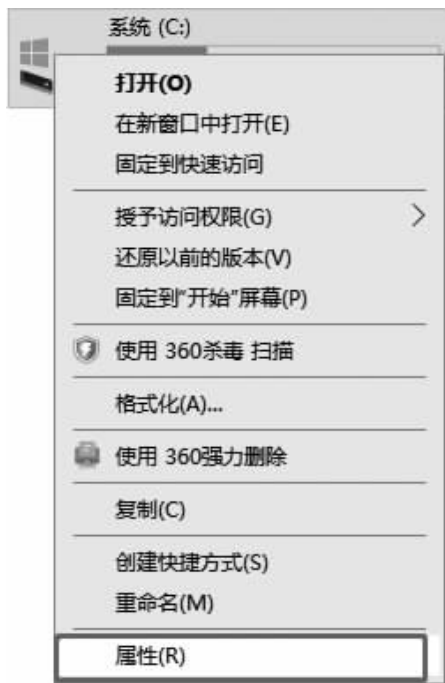 系统 (C:)
打开(O)
在新窗口中打开(E)
固定到快速访问
授予访问权限(G)
还原以前的版本(V)
固定到"开始"屏幕(P)
使用 360杀毒 扫描
格式化(A)...
使用 360强力删除
复制(C)
创建快捷方式(S)
重命名(M)
属性(R)